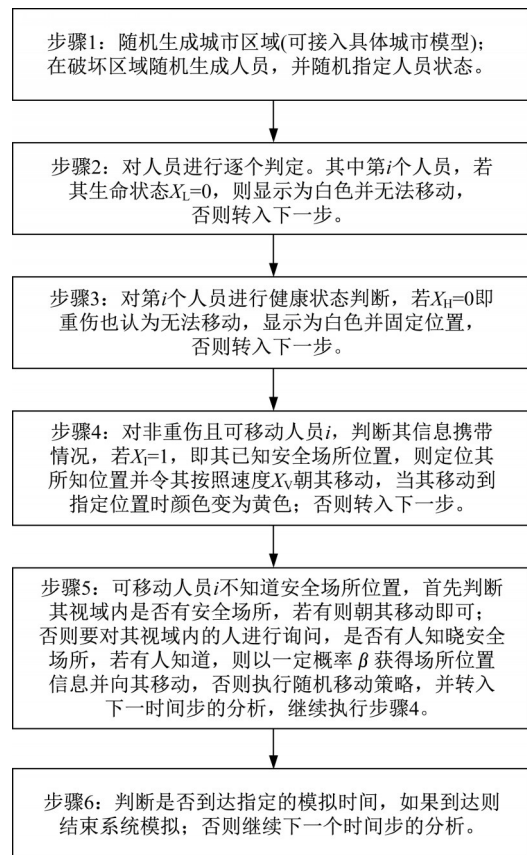 步骤1：随机生成城市区域(可接入具体城市模型)；
在破坏区域随机生成人员，并随机指定人员状态。
步骤2：对人员进行逐个判定。其中第i个人员，若
其生命状态X_L=0，则显示为白色并无法移动，
否则转入下一步。
步骤3：对第i个人员进行健康状态判断，若X_H=0即
重伤也认为无法移动，显示为白色并固定位置，
否则转入下一步。
步骤4：对非重伤且可移动人员i，判断其信息携带
情况，若X_I=1，即其已知安全场所位置，则定位其
所知位置并令其按照速度X_V朝其移动，当其移动到
指定位置时颜色变为黄色；否则转入下一步。
步骤5：可移动人员i不知道安全场所位置，首先判断
其视域内是否有安全场所，若有则朝其移动即可；
否则要对其视域内的人进行询问，是否有人知晓安全
场所，若有人知道，则以一定概率β获得场所位置
信息并向其移动，否则执行随机移动策略，并转入
下一时间步的分析，继续执行步骤4。
步骤6：判断是否到达指定的模拟时间，如果到达则
结束系统模拟；否则继续下一个时间步的分析。